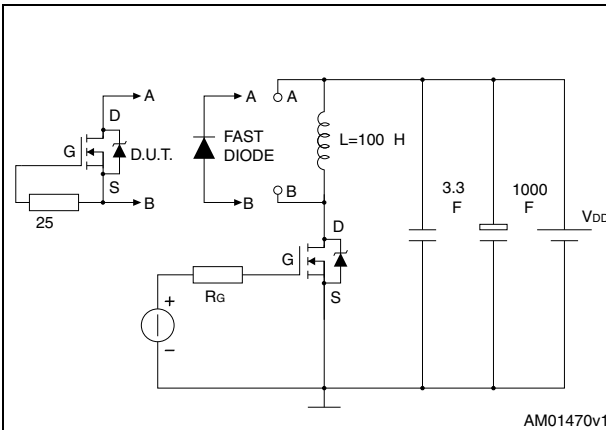 A
D
G
D.U.T.
S
B
25
A
FAST
DIODE
B
A
L=100 H
B
D
G
S
RG
+
–
3.3
F
1000
F
VDD
AM01470v1